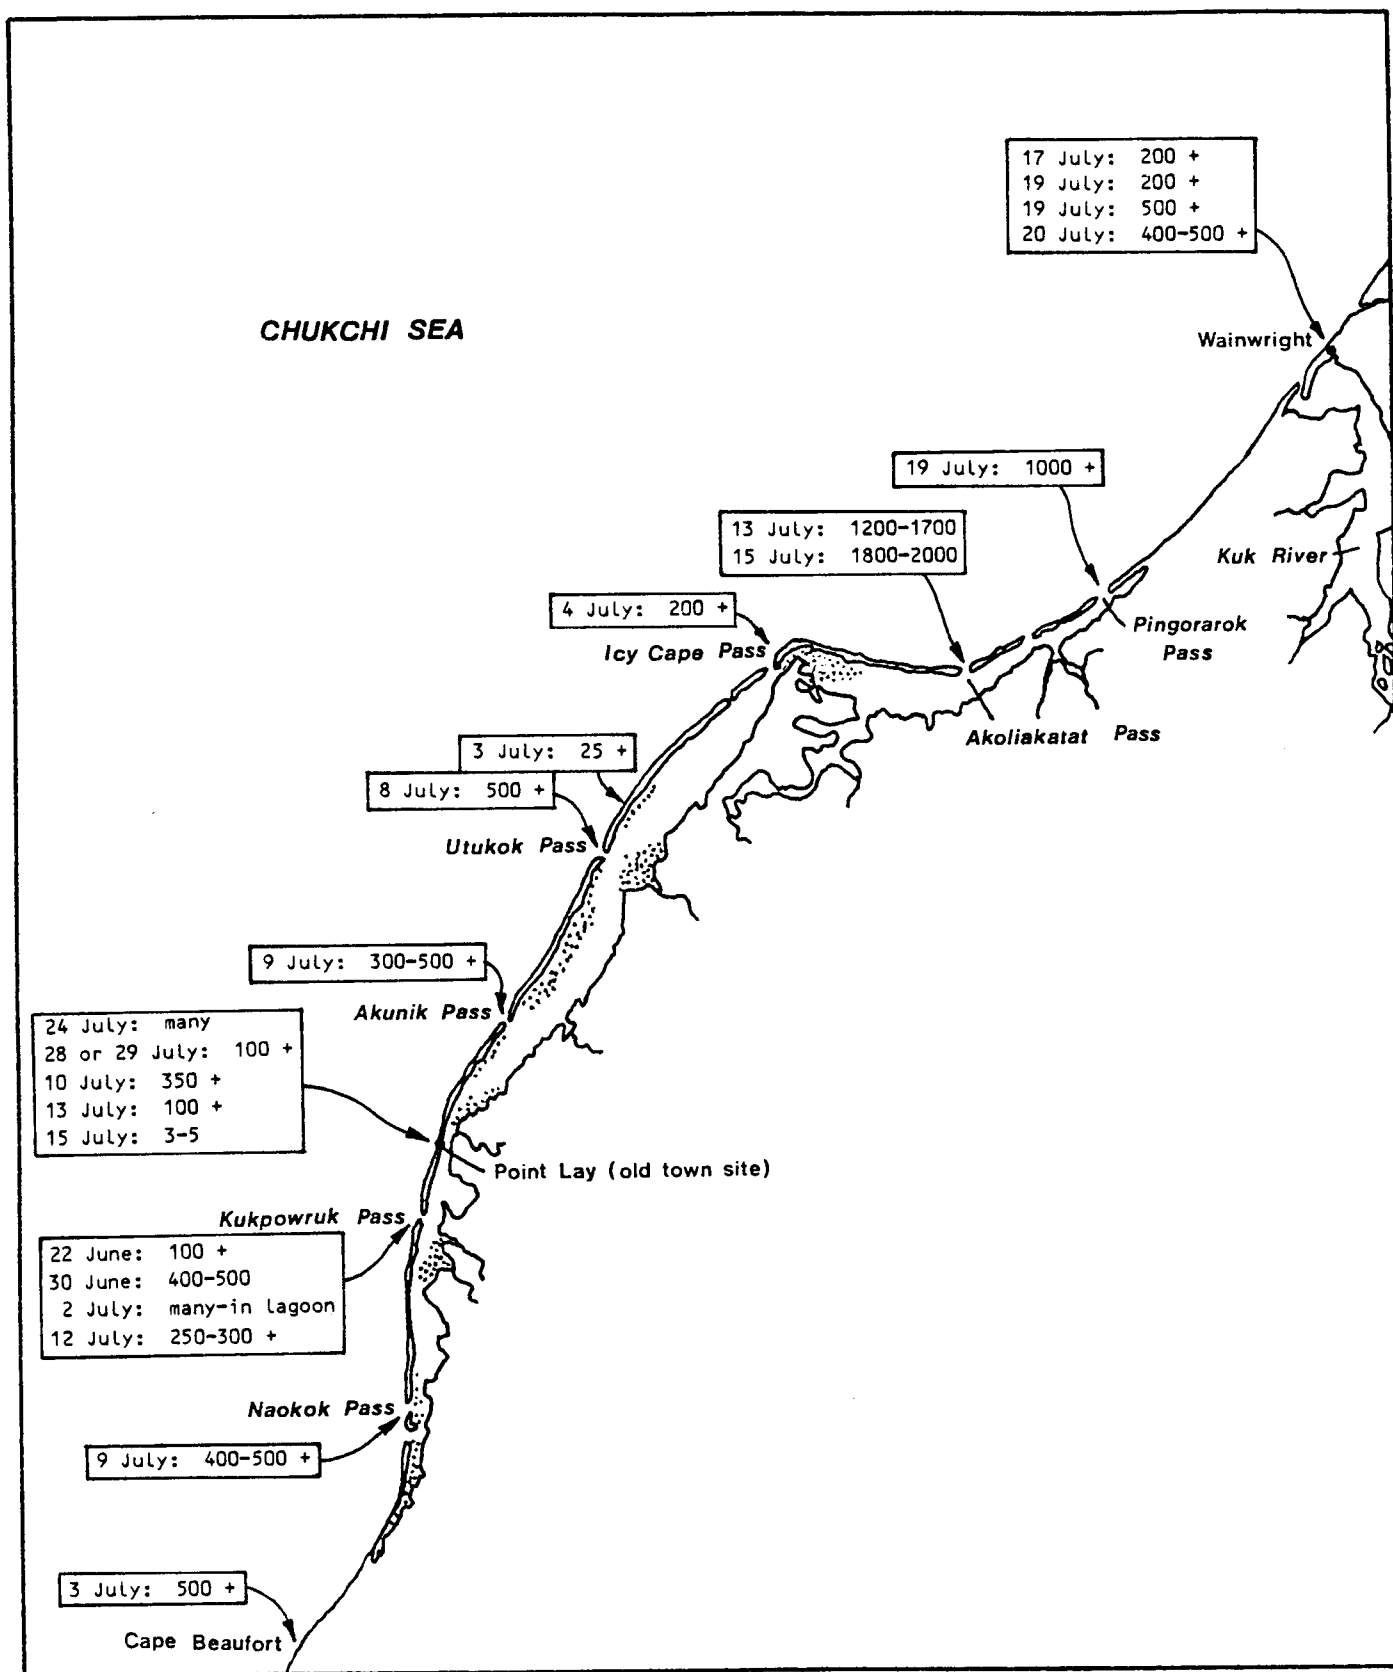 17 July: 200 +
19 July: 200 +
19 July: 500 +
20 July: 400-500 +
CHUKCHI SEA
Wainwright
19 July: 1000 +
13 July: 1200-1700
15 July: 1800-2000
Kuk River
4 July: 200 +
Icy Cape Pass
Pingorarok
Pass
Akoliakatat Pass
3 July: 25 +
8 July: 500 +
Utukok Pass
9 July: 300-500 +
Akunik Pass
24 July: many
28 or 29 July: 100 +
10 July: 350 +
13 July: 100 +
15 July: 3-5
Point Lay (old town site)
Kukpowruk Pass
22 June: 100 +
30 June: 400-500
2 July: many-in lagoon
12 July: 250-300 +
Naokok Pass
9 July: 400-500 +
3 July: 500 +
Cape Beaufort